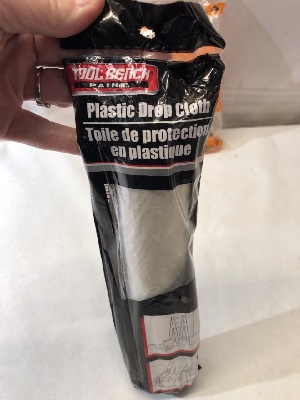 TOOL BENCH
PAINT
Plastic Drop Cloth
Toile de protection
en plastique